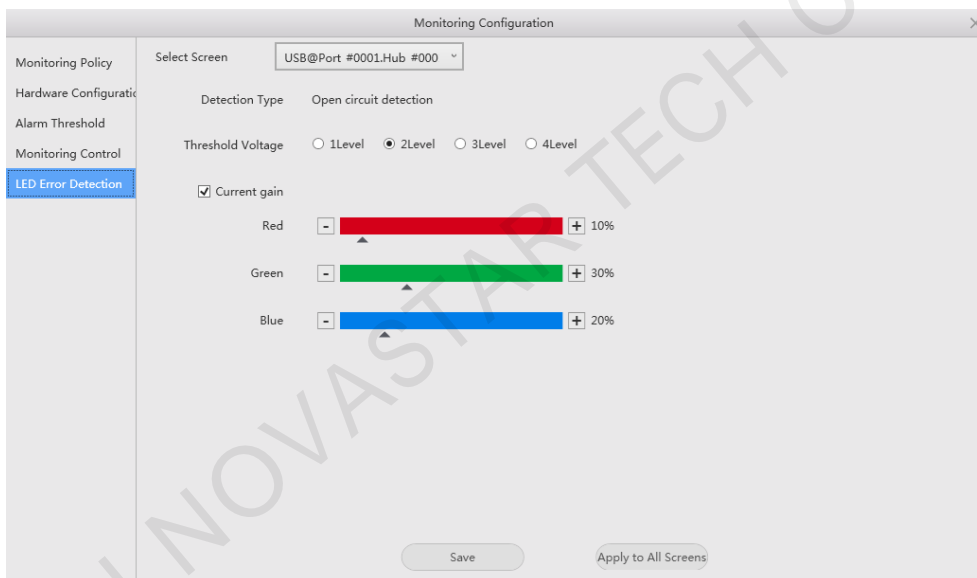 Monitoring Configuration
Monitoring Policy
Hardware Configuratio
Alarm Threshold
Monitoring Control
LED Error Detection
Select Screen USB@Port #0001.Hub #000
Detection Type Open circuit detection
Threshold Voltage 1Level 2Level 3Level 4Level
Current gain
Red - + 10%
Green - + 30%
Blue - + 20%
Save Apply to All Screens
NOVASTAR TECH